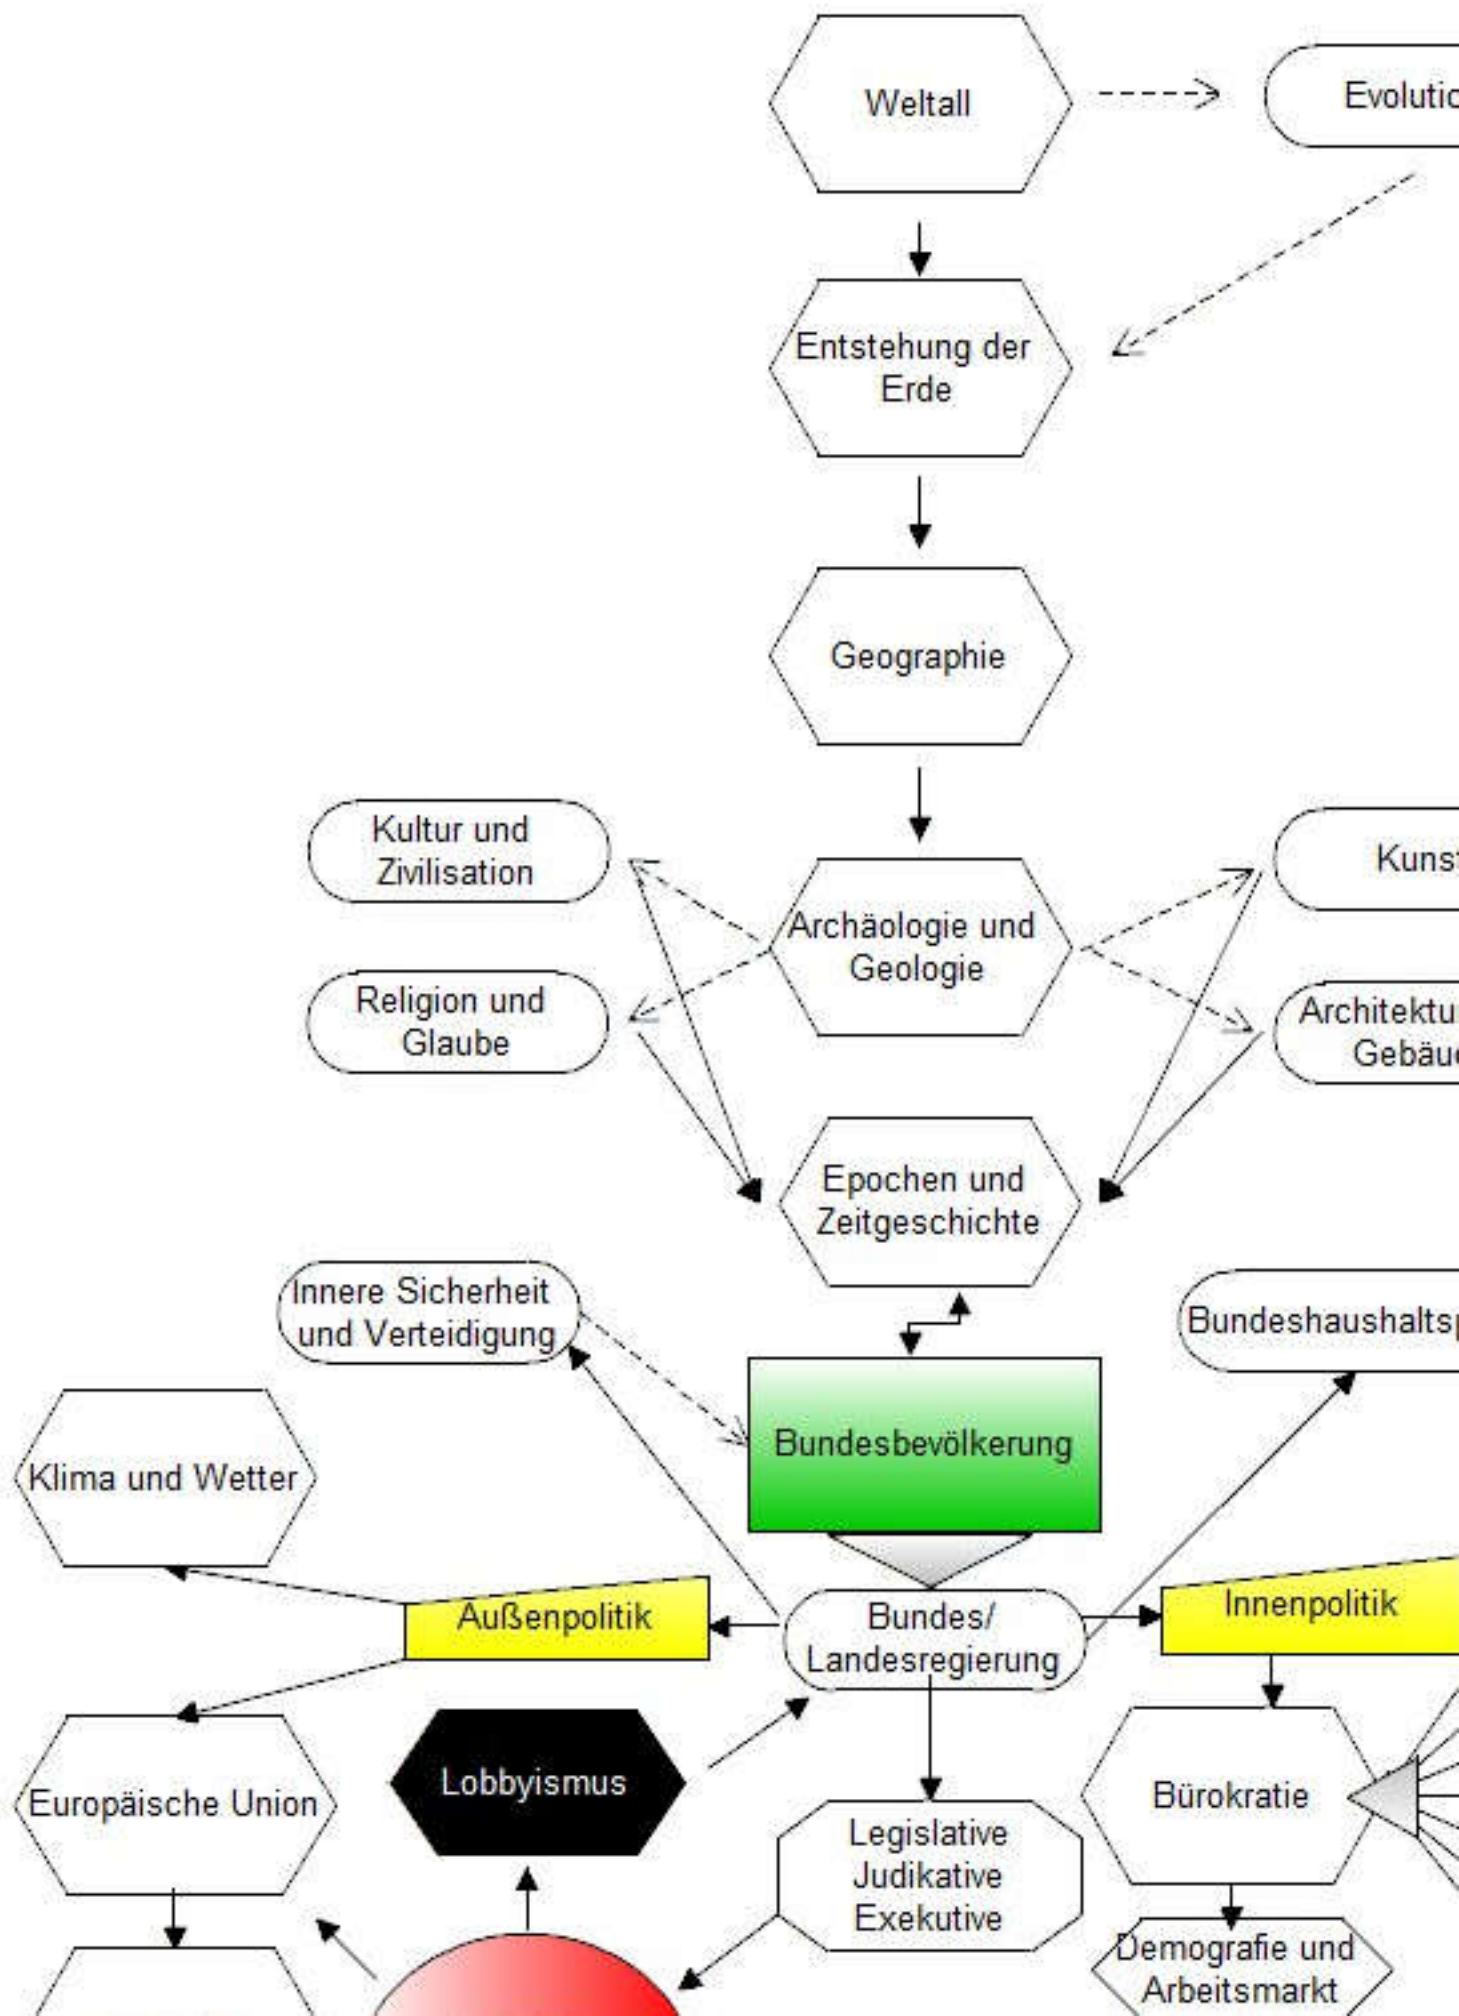 Weltall
Entstehung der
Erde
Geographie
Kultur und
Zivilisation
Archäologie und
Geologie
Religion und
Glaube
Epochen und
Zeitgeschichte
Innere Sicherheit
und Verteidigung
Bundesbevölkerung
Klima und Wetter
Außenpolitik
Bundes/
Landesregierung
Innenpolitik
Europäische Union
Lobbyismus
Legislative
Judikative
Exekutive
Bürokratie
Demografie und
Arbeitsmarkt